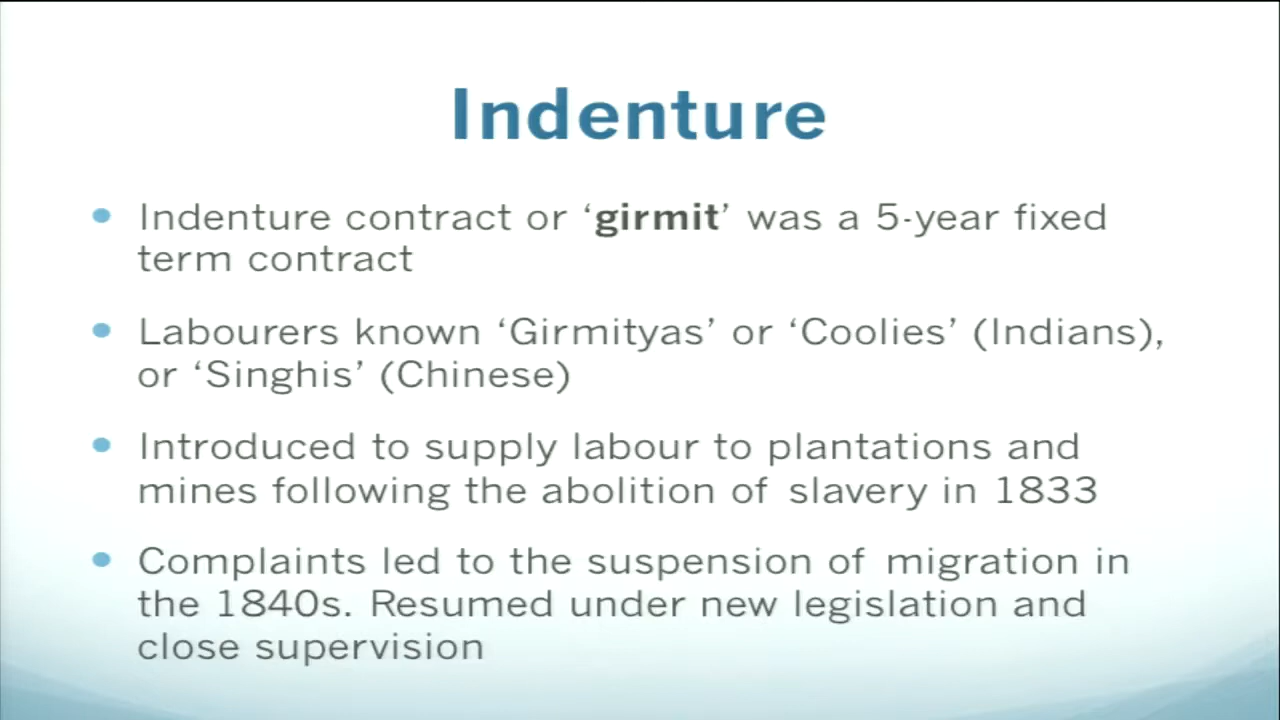 Indenture
Indenture contract or ‘girmit’ was a 5-year fixed
term contract
Labourers known ‘Girmityas’ or ‘Coolies’ (Indians),
or ‘Singhis’ (Chinese)
Introduced to supply labour to plantations and
mines following the abolition of slavery in 1833
Complaints led to the suspension of migration in
the 1840s. Resumed under new legislation and
close supervision